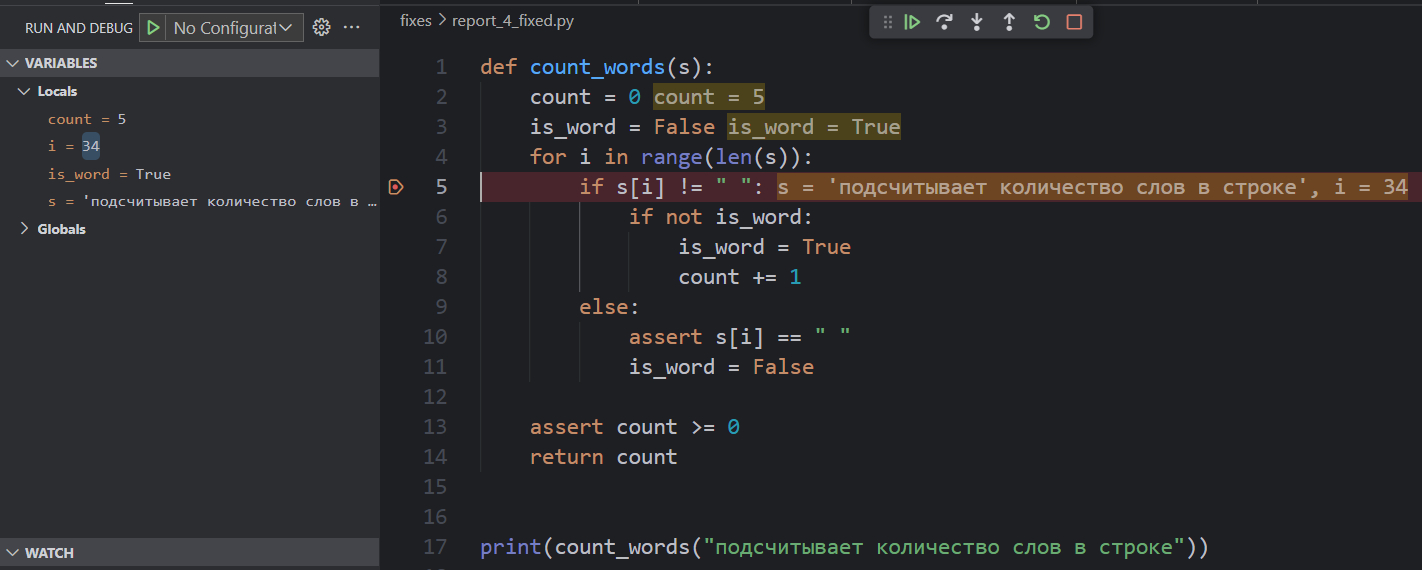 RUN AND DEBUG No Configurat
VARIABLES
Locals
count = 5
i = 34
is_word = True
s = 'подсчитывает количество слов в …
Globals
WATCH
fixes > report_4_fixed.py
1 def count_words(s):
2 count = 0 count = 5
3 is_word = False is_word = True
4 for i in range(len(s)):
5 if s[i] != " ": s = 'подсчитывает количество слов в строке', i = 34
6 if not is_word:
7 is_word = True
8 count += 1
9 else:
10 assert s[i] == " "
11 is_word = False
12
13 assert count >= 0
14 return count
15
16
17 print(count_words("подсчитывает количество слов в строке"))